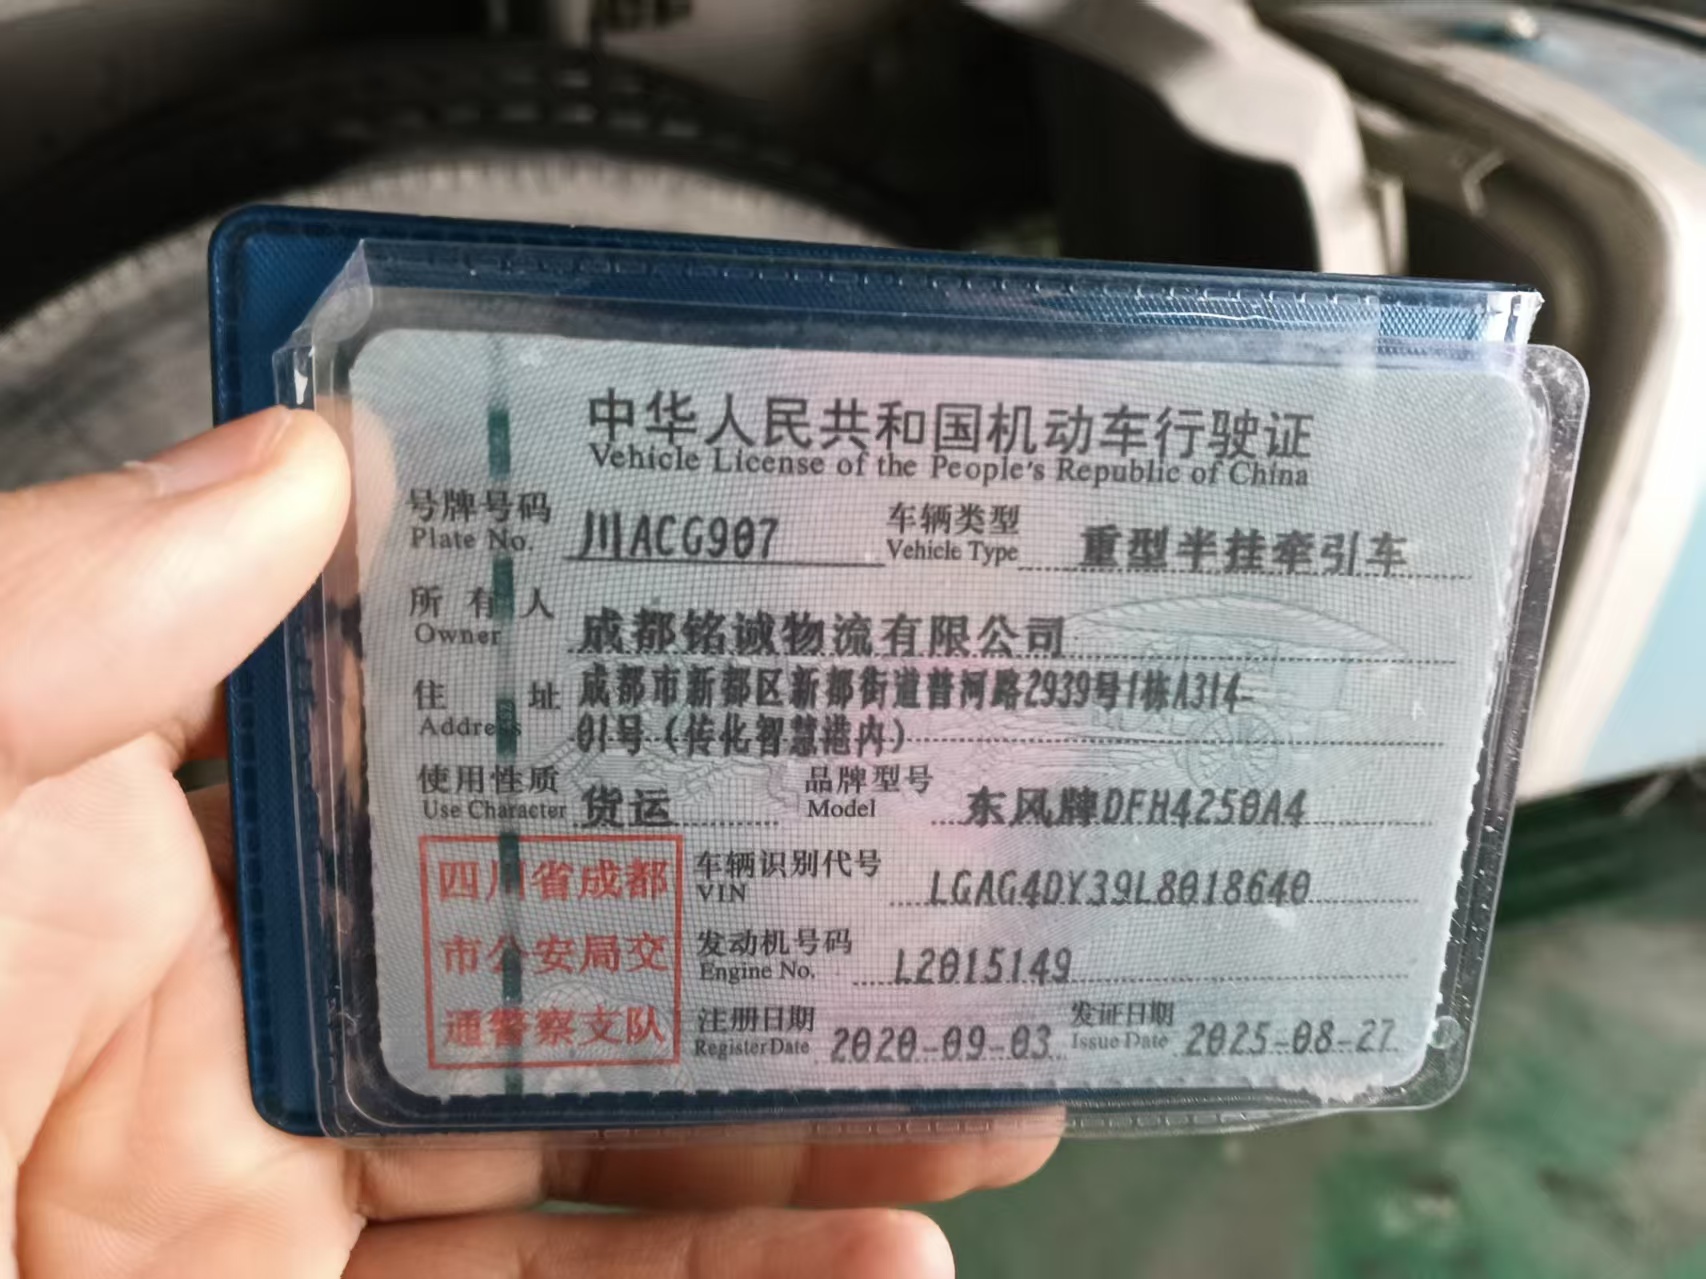 中华人民共和国机动车行驶证
Vehicle License of the People's Republic of China
号牌号码 川ACG907 车辆类型 重型半挂牵引车
Plate No. Vehicle Type
所有人 成都铭诚物流有限公司
Owner
住址 成都市新都区新都街道普河路2939号1栋A314-
Address 01号（传化智慧港内）
使用性质 货运 品牌型号 东风牌DFH4250A4
Use Character Model
四川省成都
市公安局交
通警察支队
车辆识别代号 LGAG4DY39L8018640
VIN
发动机号码 L2015149
Engine No.
注册日期 2020-09-03 发证日期 2025-08-27
Register Date Issue Date